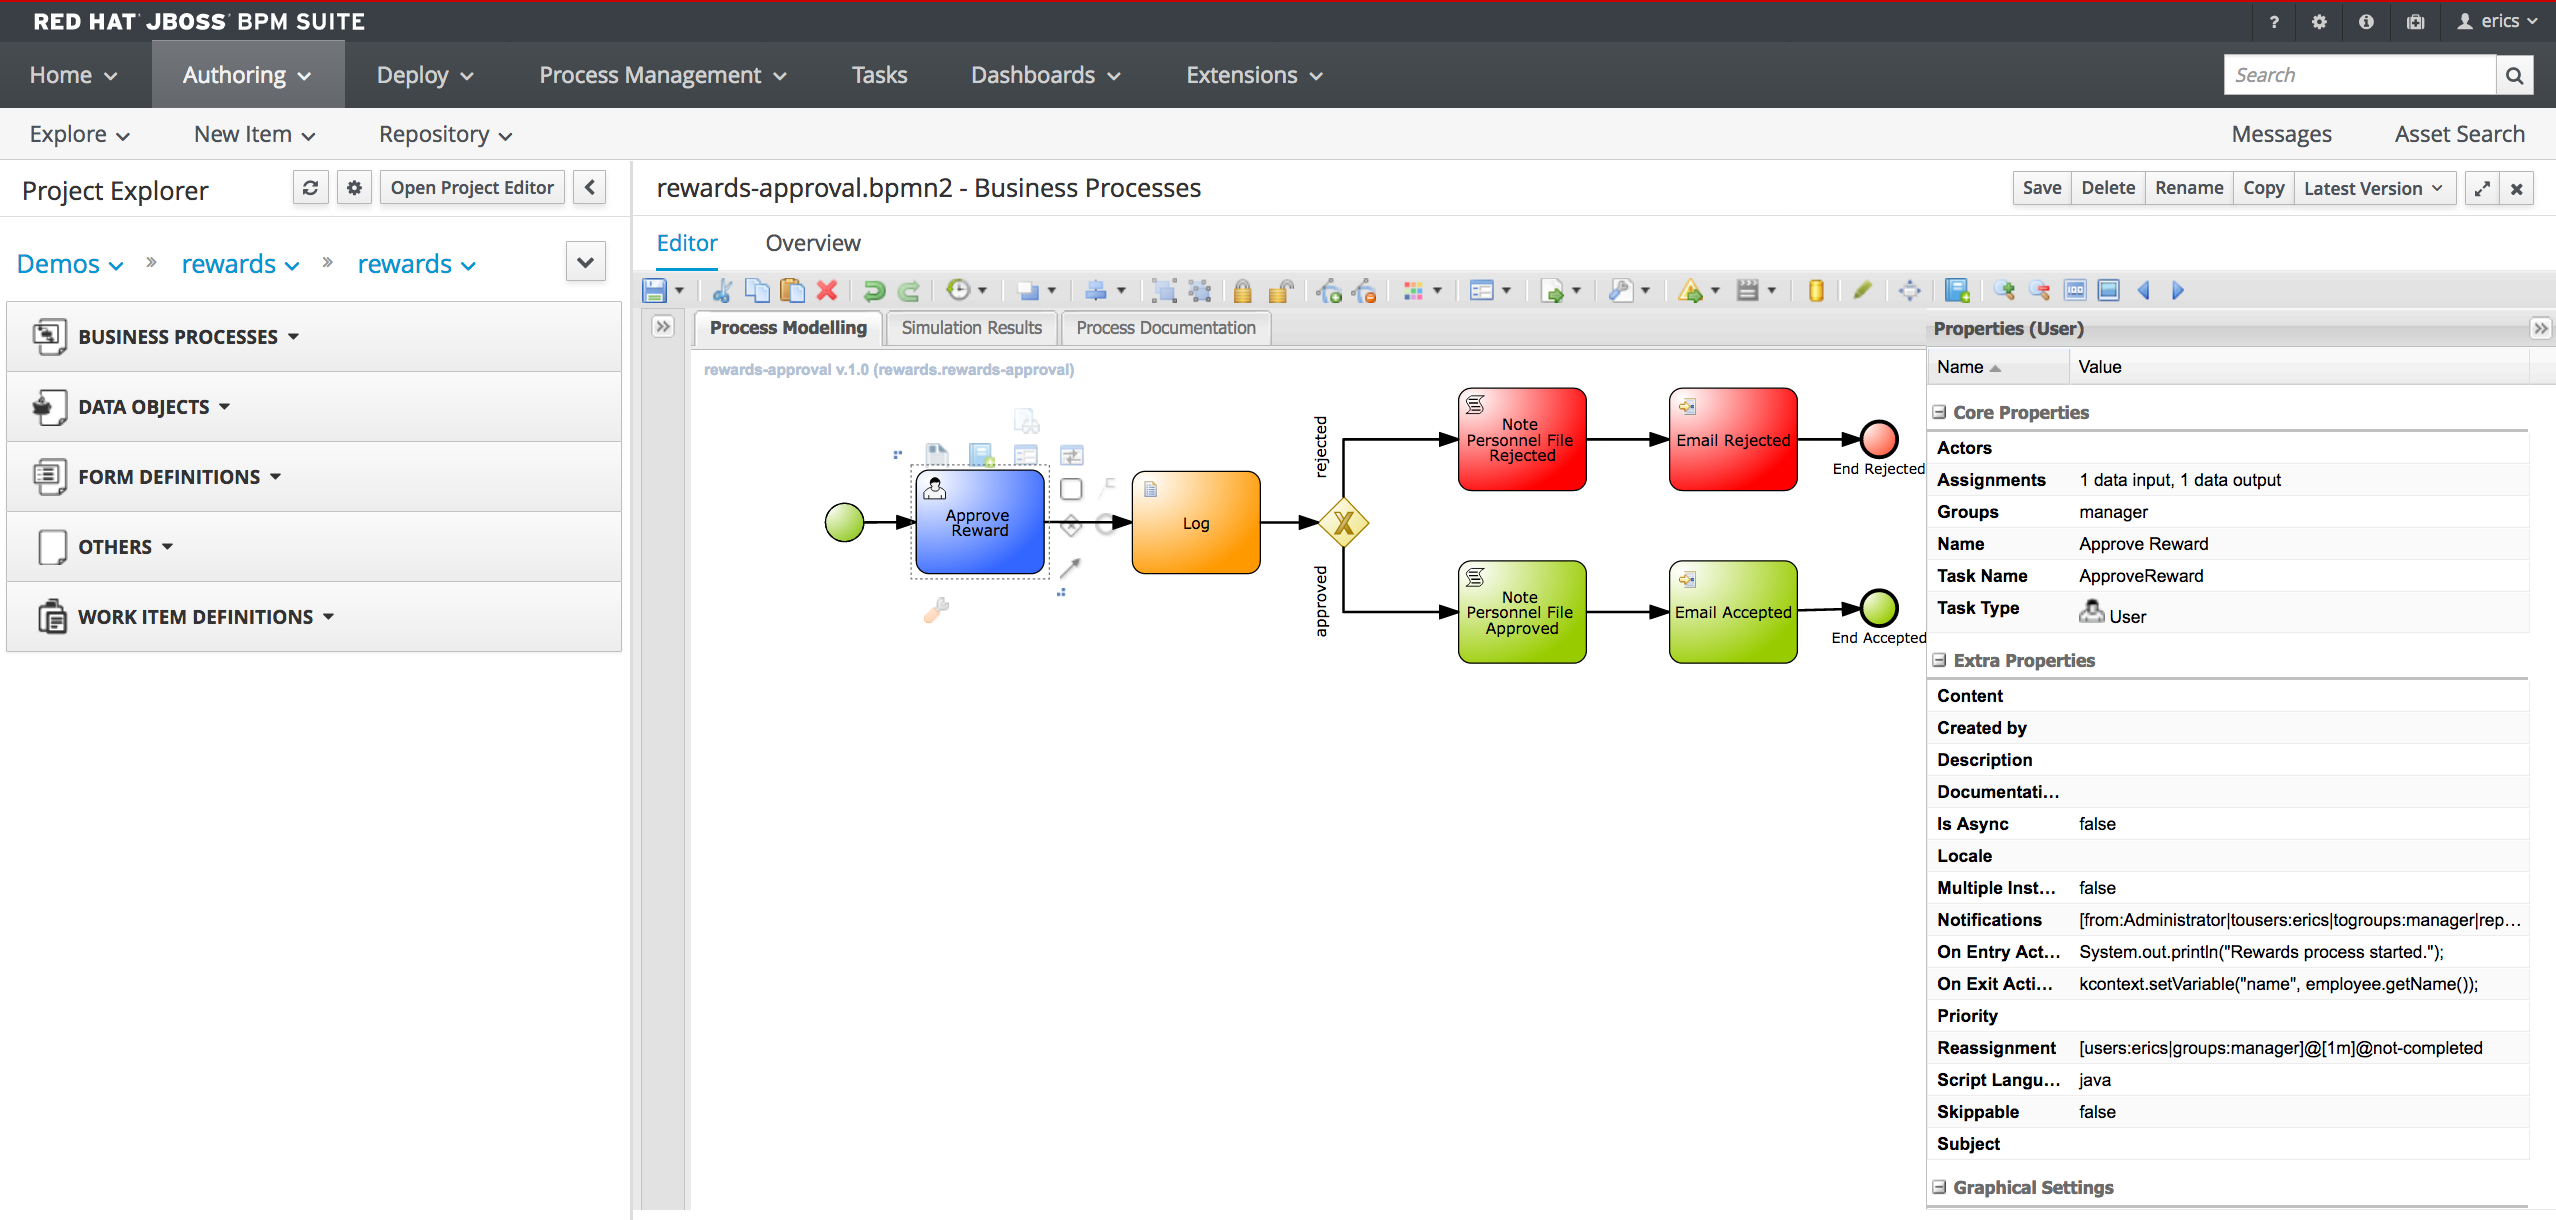 RED HAT JBOSS BPM SUITE
? erics
Home Authoring Deploy Process Management Tasks Dashboards Extensions Search
Explore New Item Repository Messages Asset Search
Project Explorer Open Project Editor
rewards-approval.bpmn2 - Business Processes Save Delete Rename Copy Latest Version
Editor Overview
Demos » rewards » rewards
BUSINESS PROCESSES
DATA OBJECTS
FORM DEFINITIONS
OTHERS
WORK ITEM DEFINITIONS
Process Modelling Simulation Results Process Documentation
rewards-approval v.1.0 (rewards.rewards-approval)
Approve
Reward
Log
X
rejected
approved
Note
Personnel File
Rejected
Email Rejected
End Rejected
Note
Personnel File
Approved
Email Accepted
End Accepted
Properties (User)
Name Value
Core Properties
Actors
Assignments 1 data input, 1 data output
Groups manager
Name Approve Reward
Task Name ApproveReward
Task Type User
Extra Properties
Content
Created by
Description
Documentati...
Is Async false
Locale
Multiple Inst... false
Notifications [from:Administrator|tousers:erics|togroups:manager|rep...
On Entry Act... System.out.println("Rewards process started.");
On Exit Acti... kcontext.setVariable("name", employee.getName());
Priority
Reassignment [users:erics|groups:manager]@[1m]@not-completed
Script Langu... java
Skippable false
Subject
Graphical Settings